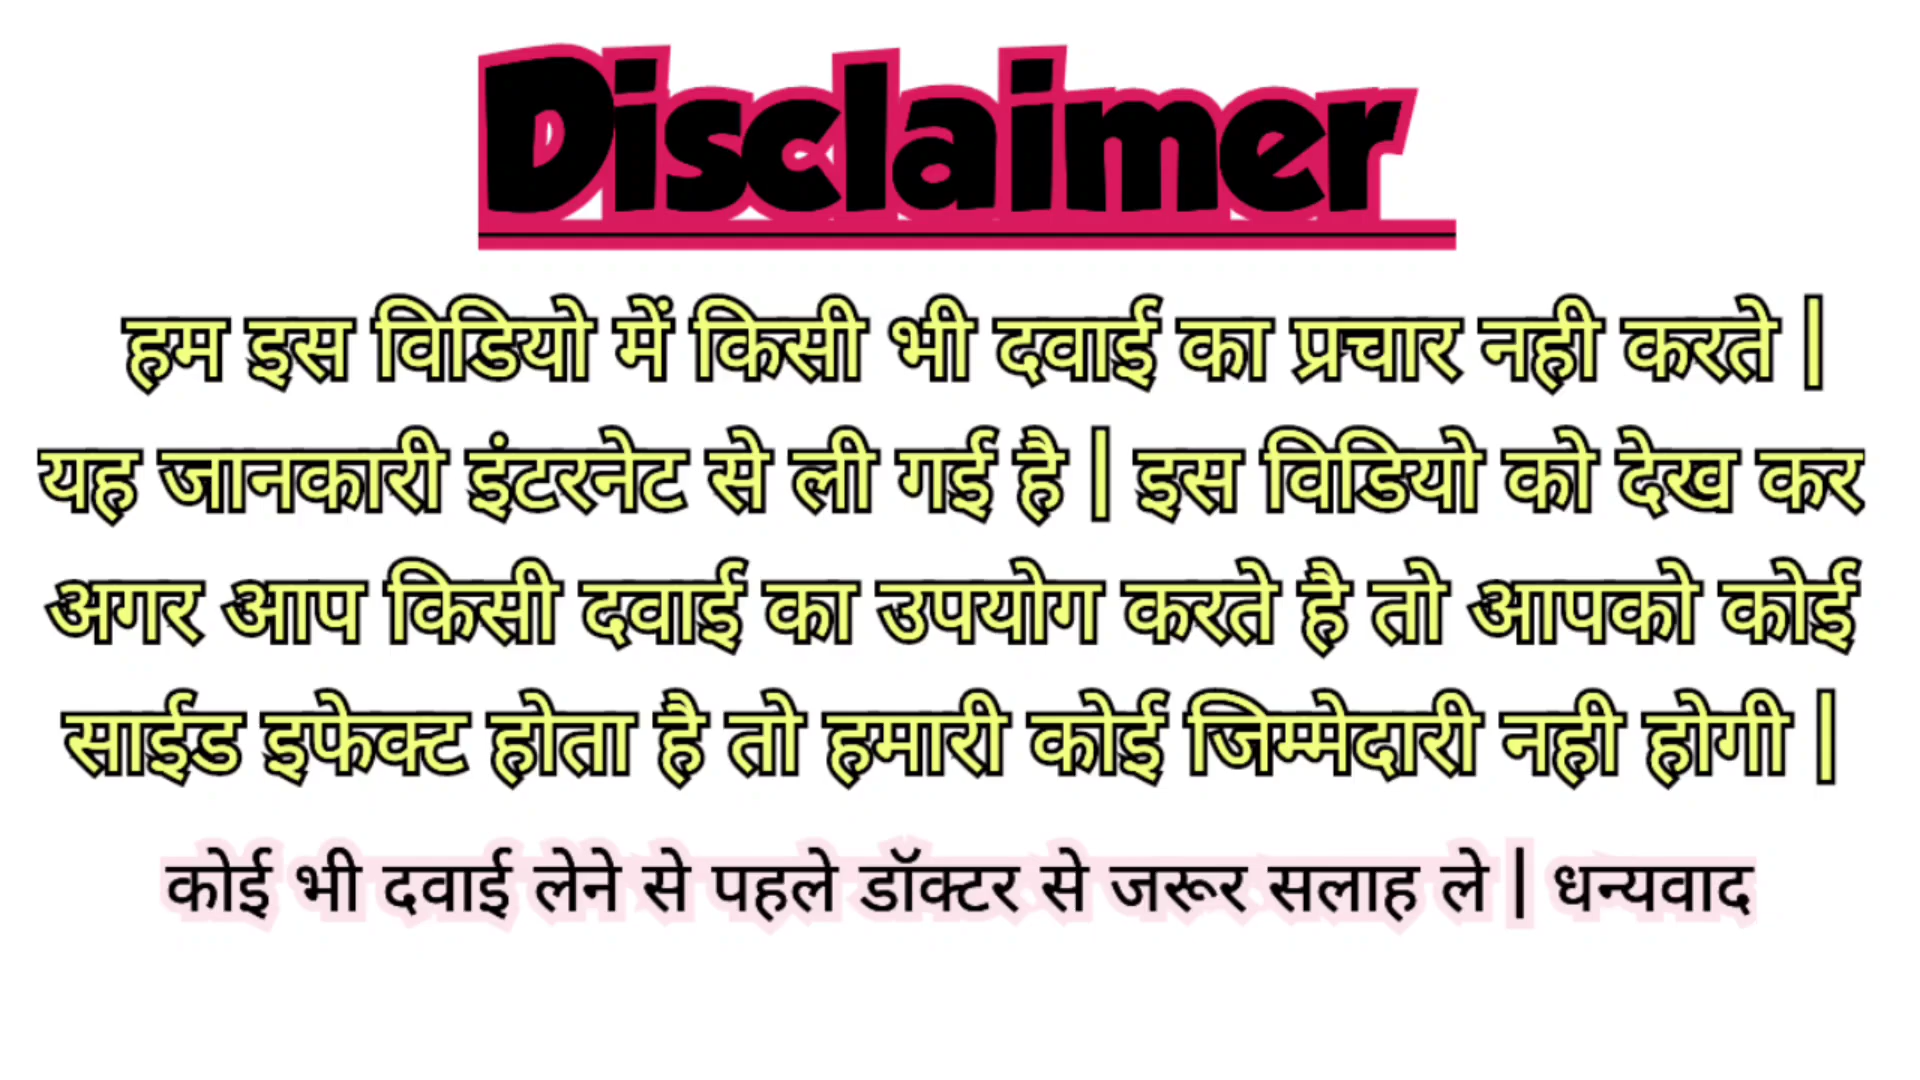 Disclaimer
हम इस विडियो में किसी भी दवाई का प्रचार नही करते |
यह जानकारी इंटरनेट से ली गई है | इस विडियो को देख कर
अगर आप किसी दवाई का उपयोग करते है तो आपको कोई
साईड इफेक्ट होता है तो हमारी कोई जिम्मेदारी नही होगी |
कोई भी दवाई लेने से पहले डॉक्टर से जरूर सलाह ले | धन्यवाद